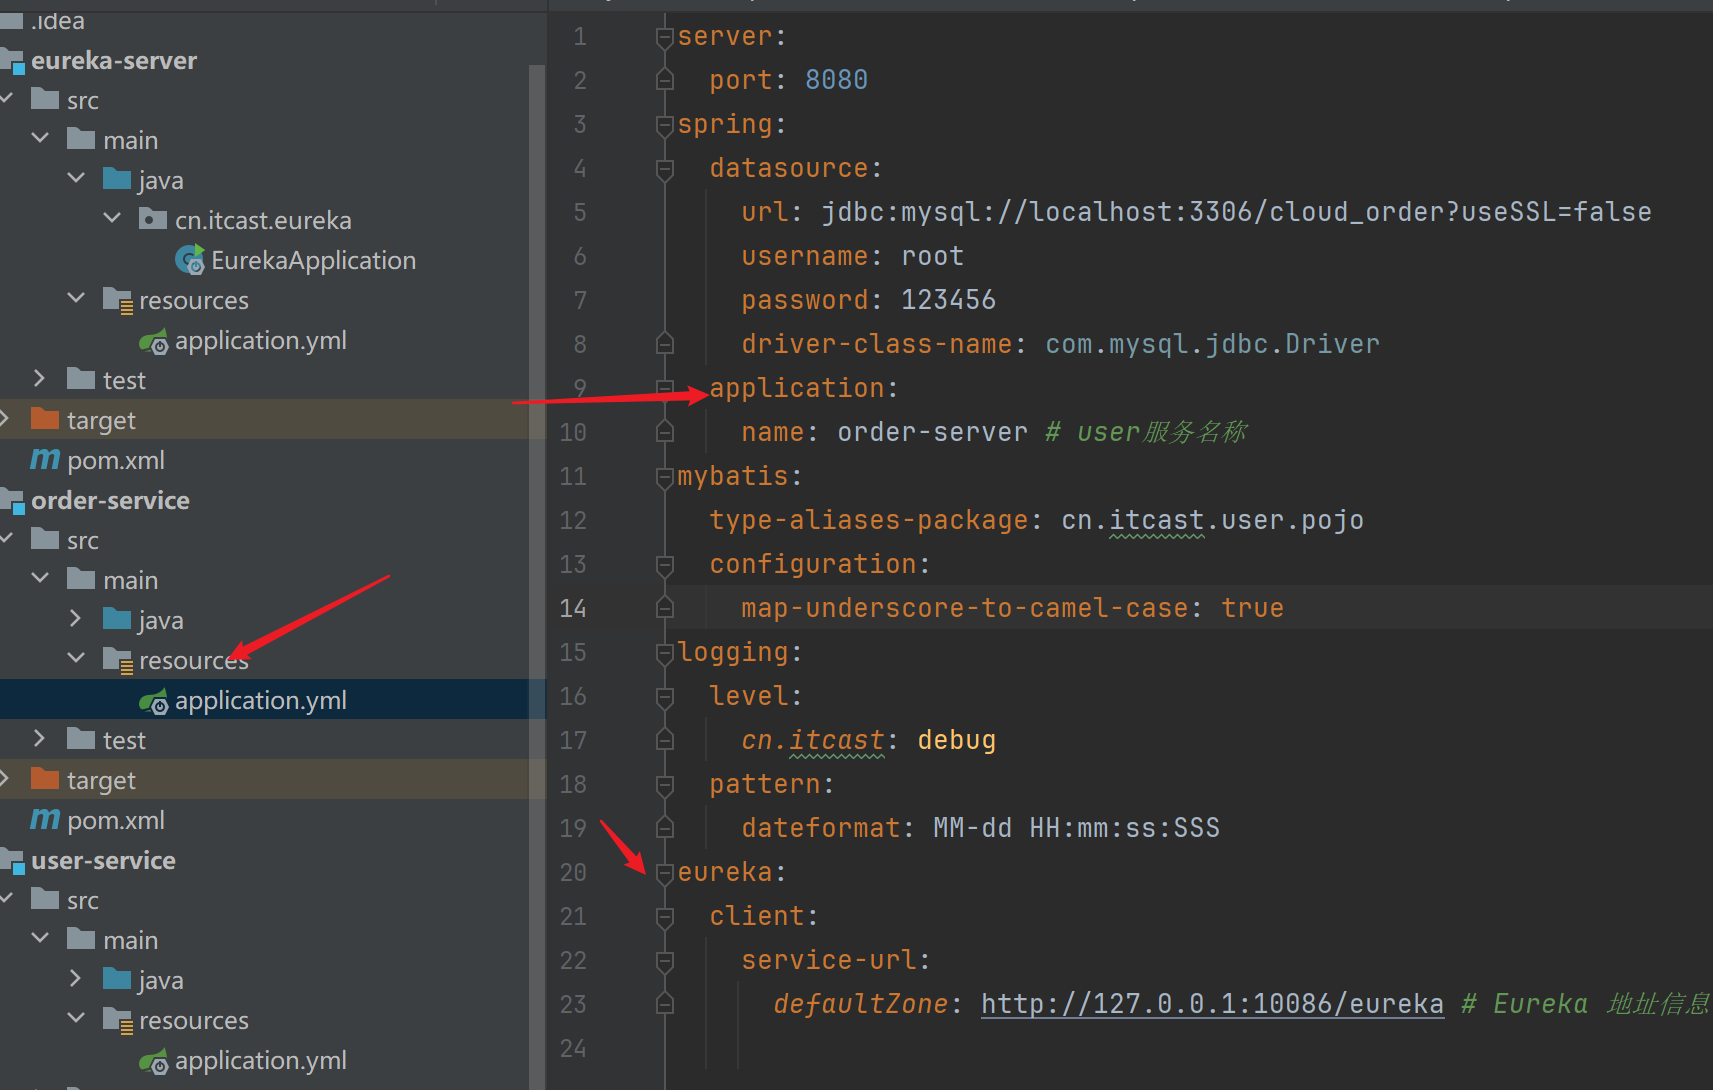 .idea
eureka-server
src
main
java
cn.itcast.eureka
EurekaApplication
resources
application.yml
test
target
pom.xml
order-service
src
main
java
resources
application.yml
test
target
pom.xml
user-service
src
main
java
resources
application.yml
1 server:
2 port: 8080
3 spring:
4 datasource:
5 url: jdbc:mysql://localhost:3306/cloud_order?useSSL=false
6 username: root
7 password: 123456
8 driver-class-name: com.mysql.jdbc.Driver
9 application:
10 name: order-server # user服务名称
11 mybatis:
12 type-aliases-package: cn.itcast.user.pojo
13 configuration:
14 map-underscore-to-camel-case: true
15 logging:
16 level:
17 cn.itcast: debug
18 pattern:
19 dateformat: MM-dd HH:mm:ss:SSS
20 eureka:
21 client:
22 service-url:
23 defaultZone: http://127.0.0.1:10086/eureka # Eureka 地址信息
24